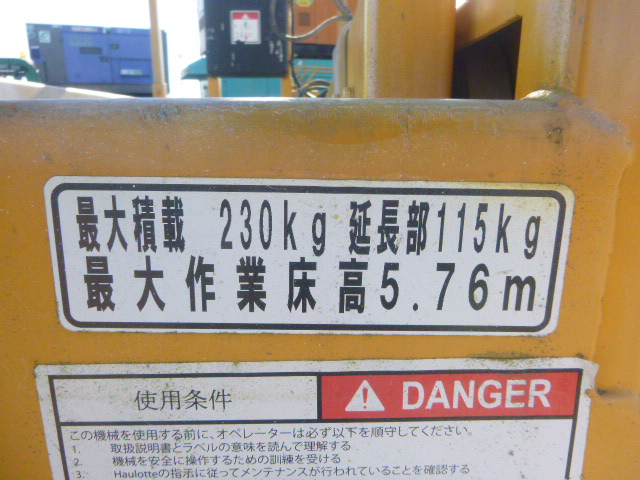 最大積載 230kg 延長部115kg
最大作業床高5.76m
使用条件
DANGER
この機械を使用する前に、オペレーターは必ず以下を順守してください。
1. 取扱説明書とラベルの意味を読んで理解する
2. 機械を安全に操作するための訓練を受ける
3. Haulotteの指示に従ってメンテナンスが行われていることを確認する